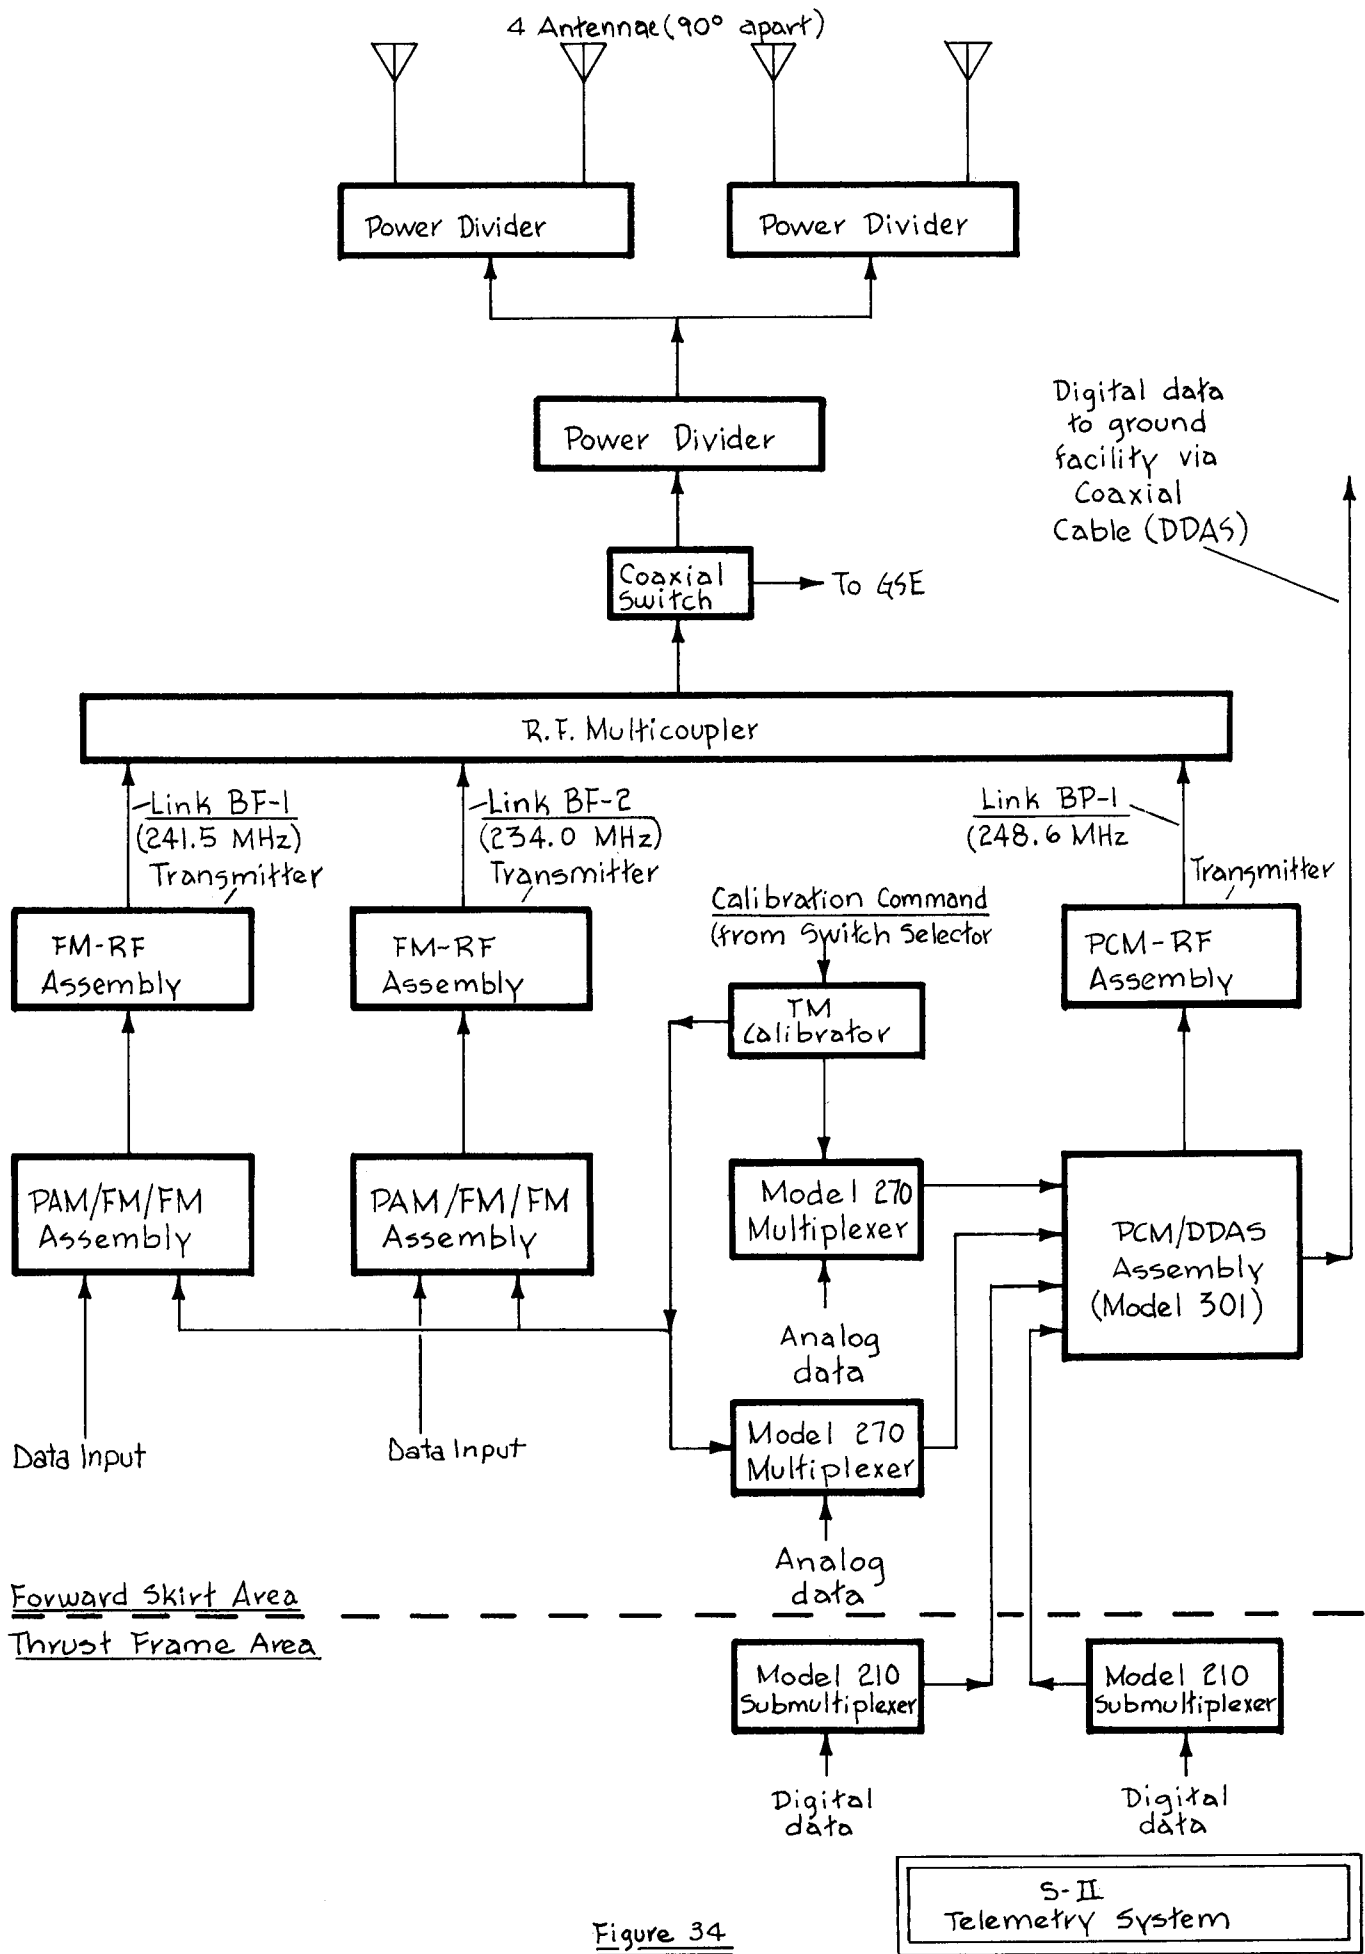 4 Antennae (90° apart)
Power Divider
Power Divider
Power Divider
Digital data
to ground
facility via
Coaxial
Cable (DDAS)
Coaxial
Switch
To GSE
R.F. Multicoupler
Link BF-1
(241.5 MHz)
Transmitter
Link BF-2
(234.0 MHz)
Transmitter
Link BP-1
(248.6 MHz
Transmitter
Calibration Command
(from Switch Selector
FM-RF
Assembly
FM-RF
Assembly
PCM-RF
Assembly
TM
Calibrator
PAM/FM/FM
Assembly
PAM/FM/FM
Assembly
Model 270
Multiplexer
PCM/DDAS
Assembly
(Model 301)
Analog
data
Data Input
Data Input
Model 270
Multiplexer
Analog
data
Forward Skirt Area
Thrust Frame Area
Model 210
Submultiplexer
Model 210
Submultiplexer
Digital
data
Digital
data
S-II
Telemetry System
Figure 34